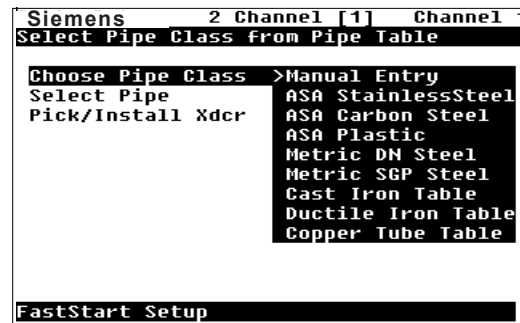 Siemens 2 Channel [1] Channel
Select Pipe Class from Pipe Table
Choose Pipe Class >Manual Entry
Select Pipe ASA StainlessSteel
Pick/Install Xdcr ASA Carbon Steel
ASA Plastic
Metric DN Steel
Metric SGP Steel
Cast Iron Table
Ductile Iron Table
Copper Tube Table
FastStart Setup